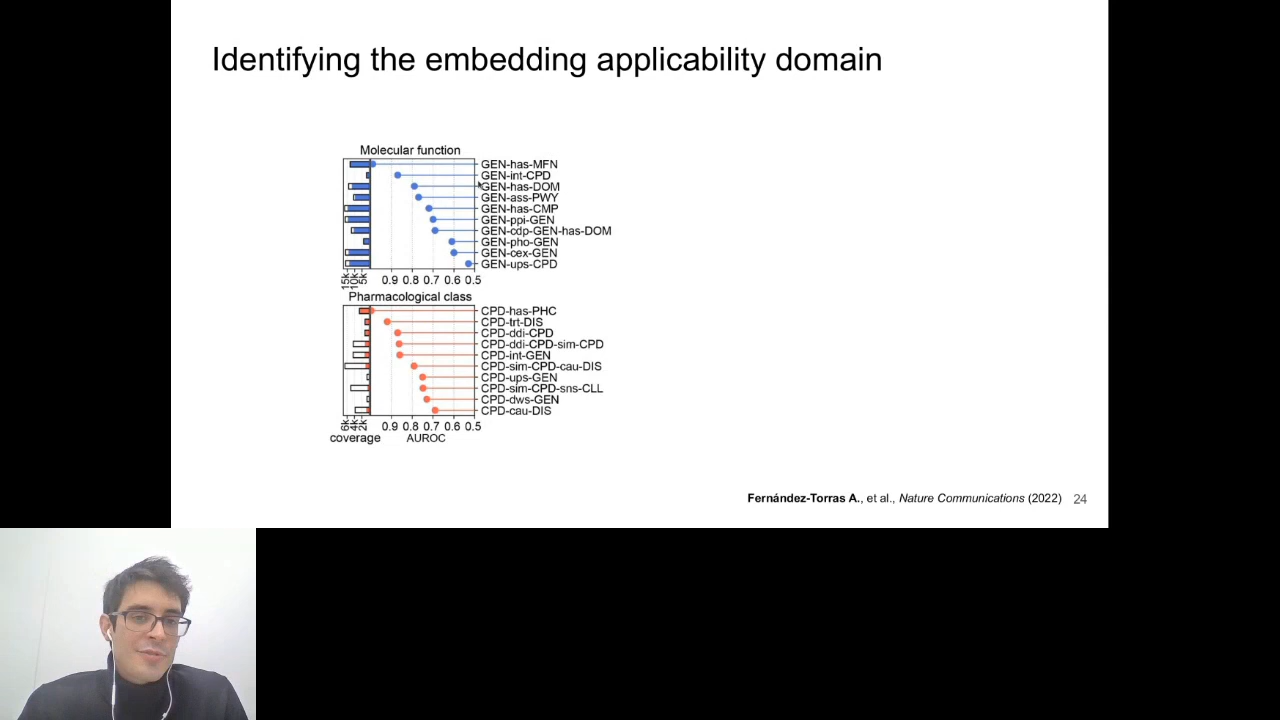 Identifying the embedding applicability domain
Molecular function
GEN-has-MFN
GEN-int-CPD
GEN-has-DOM
GEN-ass-PWY
GEN-has-CMP
GEN-ppi-GEN
GEN-cdp-GEN-has-DOM
GEN-pho-GEN
GEN-cex-GEN
GEN-ups-CPD
15k 10k 5k 0.9 0.8 0.7 0.6 0.5
Pharmacological class
CPD-has-PHC
CPD-trt-DIS
CPD-ddi-CPD
CPD-ddi-CPD-sim-CPD
CPD-int-GEN
CPD-sim-CPD-cau-DIS
CPD-ups-GEN
CPD-sim-CPD-sns-CLL
CPD-dws-GEN
CPD-cau-DIS
6k 4k 2k 0.9 0.8 0.7 0.6 0.5
coverage AUROC
Fernández-Torras A., et al., Nature Communications (2022) 24